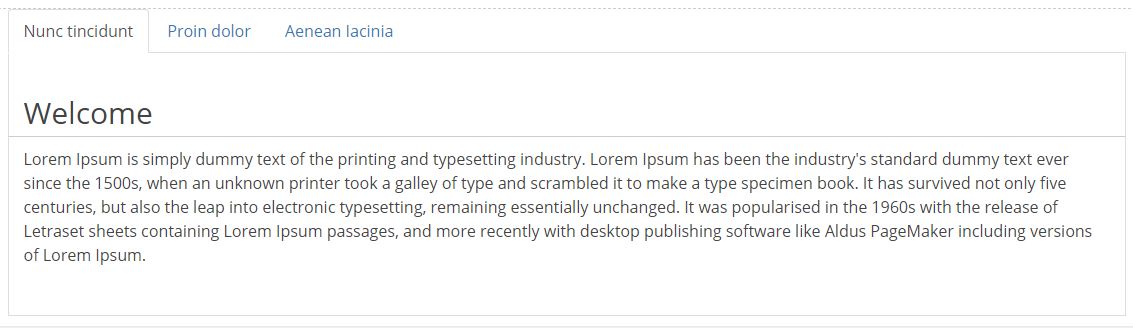 Nunc tincidunt Proin dolor Aenean lacinia
Welcome
Lorem Ipsum is simply dummy text of the printing and typesetting industry. Lorem Ipsum has been the industry's standard dummy text ever
since the 1500s, when an unknown printer took a galley of type and scrambled it to make a type specimen book. It has survived not only five
centuries, but also the leap into electronic typesetting, remaining essentially unchanged. It was popularised in the 1960s with the release of
Letraset sheets containing Lorem Ipsum passages, and more recently with desktop publishing software like Aldus PageMaker including versions
of Lorem Ipsum.